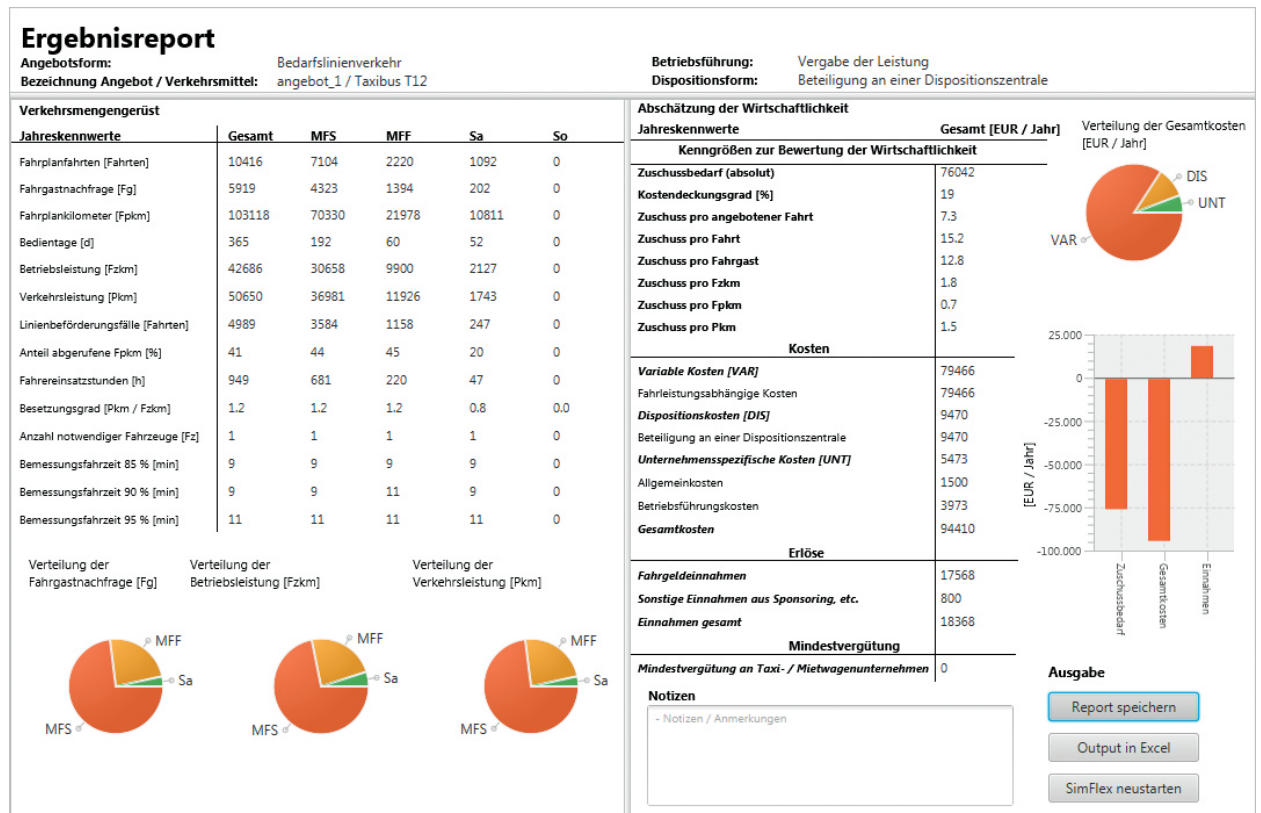 Ergebnisreport
Angebotsform: Bedarfslinienverkehr
Bezeichnung Angebot / Verkehrsmittel: angebot_1 / Taxibus T12
Betriebsführung: Vergabe der Leistung
Dispositionsform: Beteiligung an einer Dispositionszentrale
Verkehrsmengengerüst
Jahreskennwerte Gesamt MFS MFF Sa So
Fahrplanfahrten [Fahrten] 10416 7104 2220 1092 0
Fahrgastnachfrage [Fg] 5919 4323 1394 202 0
Fahrplankilometer [Fpkm] 103118 70330 21978 10811 0
Bedientage [d] 365 192 60 52 0
Betriebsleistung [Fzkm] 42686 30658 9900 2127 0
Verkehrsleistung [Pkm] 50650 36981 11926 1743 0
Linienbeförderungsfälle [Fahrten] 4989 3584 1158 247 0
Anteil abgerufene Fpkm [%] 41 44 45 20 0
Fahrereinsatzstunden [h] 949 681 220 47 0
Besetzungsgrad [Pkm / Fzkm] 1.2 1.2 1.2 0.8 0.0
Anzahl notwendiger Fahrzeuge [Fz] 1 1 1 1 0
Bemessungsfahrzeit 85 % [min] 9 9 9 9 0
Bemessungsfahrzeit 90 % [min] 9 9 11 9 0
Bemessungsfahrzeit 95 % [min] 11 11 11 11 0
Verteilung der
Fahrgastnachfrage [Fg]
MFF
Sa
MFS
Verteilung der
Betriebsleistung [Fzkm]
MFF
Sa
MFS
Verteilung der
Verkehrsleistung [Pkm]
MFF
Sa
MFS
Abschätzung der Wirtschaftlichkeit
Jahreskennwerte Gesamt [EUR / Jahr]
Kenngrößen zur Bewertung der Wirtschaftlichkeit
Zuschussbedarf (absolut) 76042
Kostendeckungsgrad [%] 19
Zuschuss pro angebotener Fahrt 7.3
Zuschuss pro Fahrt 15.2
Zuschuss pro Fahrgast 12.8
Zuschuss pro Fzkm 1.8
Zuschuss pro Fpkm 0.7
Zuschuss pro Pkm 1.5
Kosten
Variable Kosten [VAR] 79466
Fahrleistungsabhängige Kosten 79466
Dispositionskosten [DIS] 9470
Beteiligung an einer Dispositionszentrale 9470
Unternehmensspezifische Kosten [UNT] 5473
Allgemeinkosten 1500
Betriebsführungskosten 3973
Gesamtkosten 94410
Erlöse
Fahrgeldeinnahmen 17568
Sonstige Einnahmen aus Sponsoring, etc. 800
Einnahmen gesamt 18368
Mindestvergütung
Mindestvergütung an Taxi- / Mietwagenunternehmen 0
Notizen
- Notizen / Anmerkungen
Verteilung der Gesamtkosten
[EUR / Jahr]
DIS
UNT
VAR
[EUR / Jahr]
25.000
0
-25.000
-50.000
-75.000
-100.000
Zuschussbedarf
Gesamtkosten
Einnahmen
Ausgabe
Report speichern
Output in Excel
SimFlex neustarten